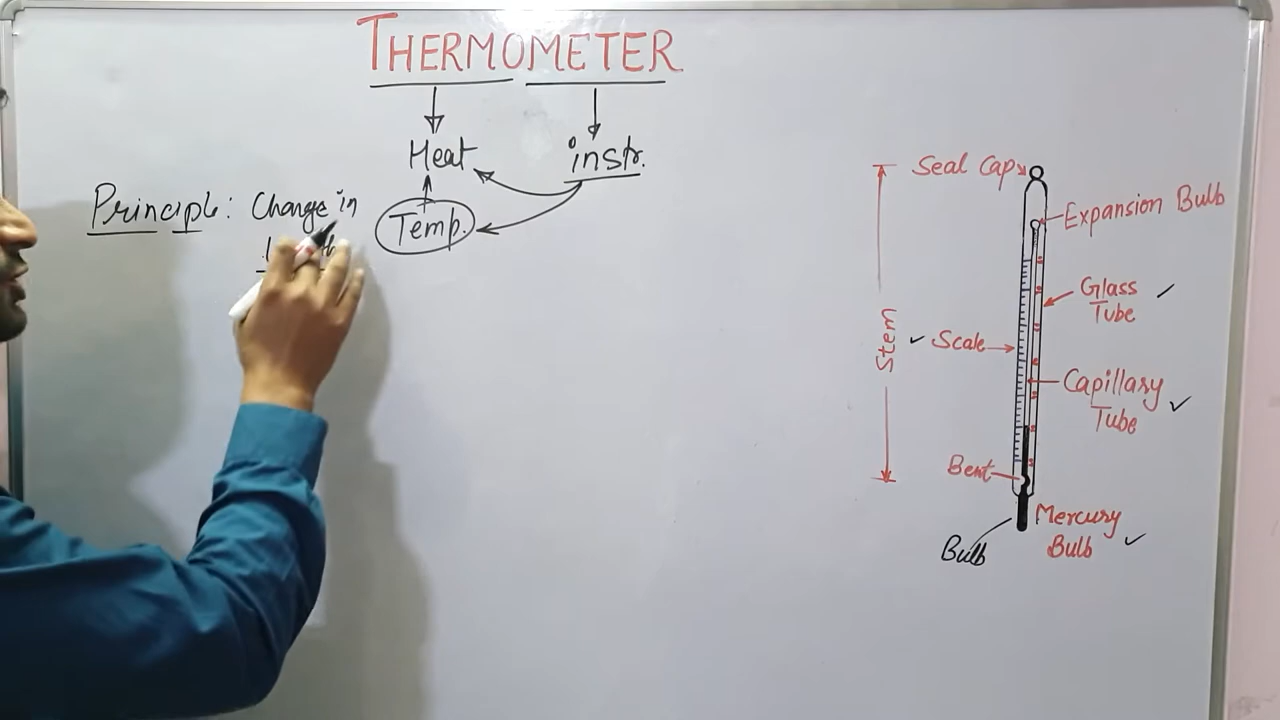 THERMOMETER
Heat
instr.
Temp.
Principle: Change in
Seal Cap
Expansion Bulb
Glass
Tube
Stem
Scale
Capillary
Tube
Bent
Mercury
Bulb
Bulb